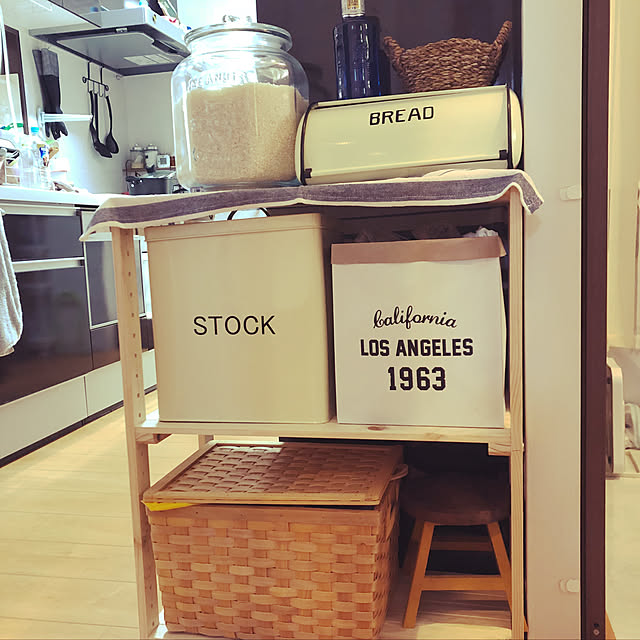 BREAD
STOCK
California
LOS ANGELES
1963